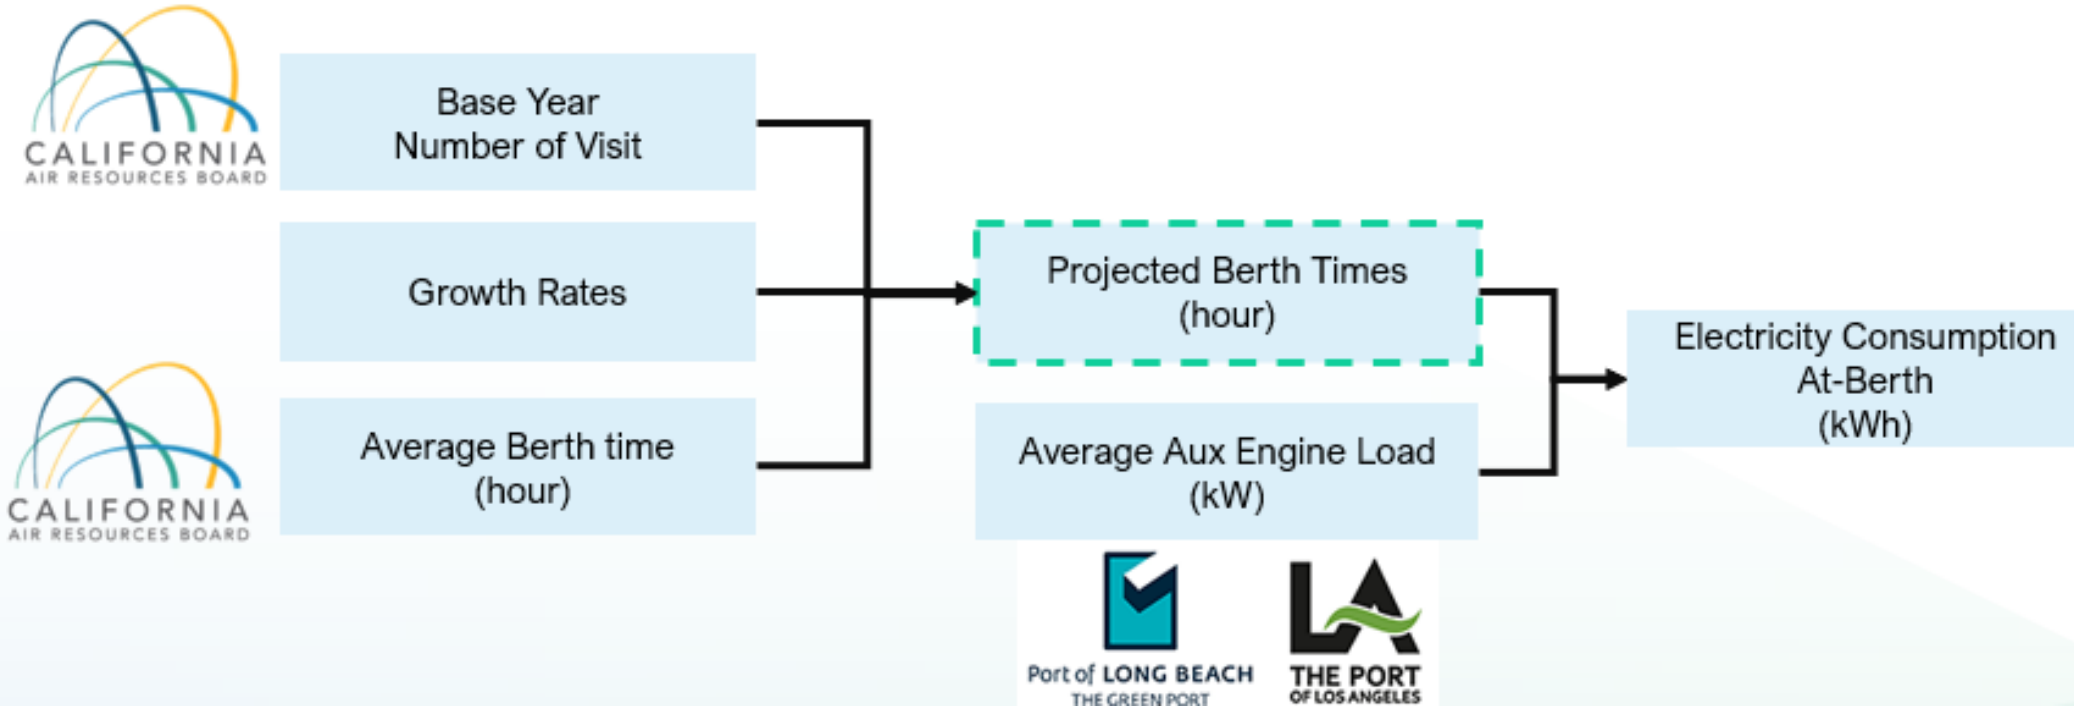 CALIFORNIA
AIR RESOURCES BOARD
Base Year
Number of Visit
Growth Rates
CALIFORNIA
AIR RESOURCES BOARD
Average Berth time
(hour)
Projected Berth Times
(hour)
Average Aux Engine Load
(kW)
Port of LONG BEACH
THE GREEN PORT
LA
THE PORT
OF LOS ANGELES
Electricity Consumption
At-Berth
(kWh)